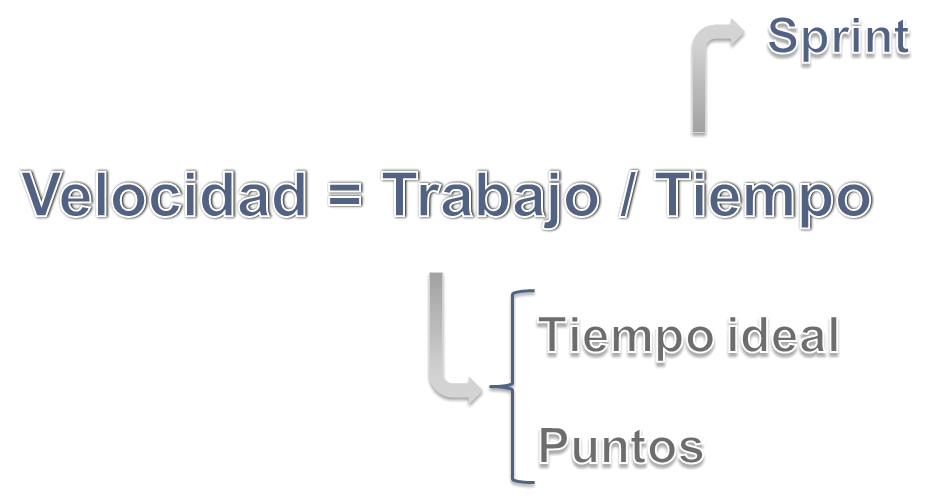 Sprint
Velocidad = Trabajo / Tiempo
Tiempo ideal
Puntos